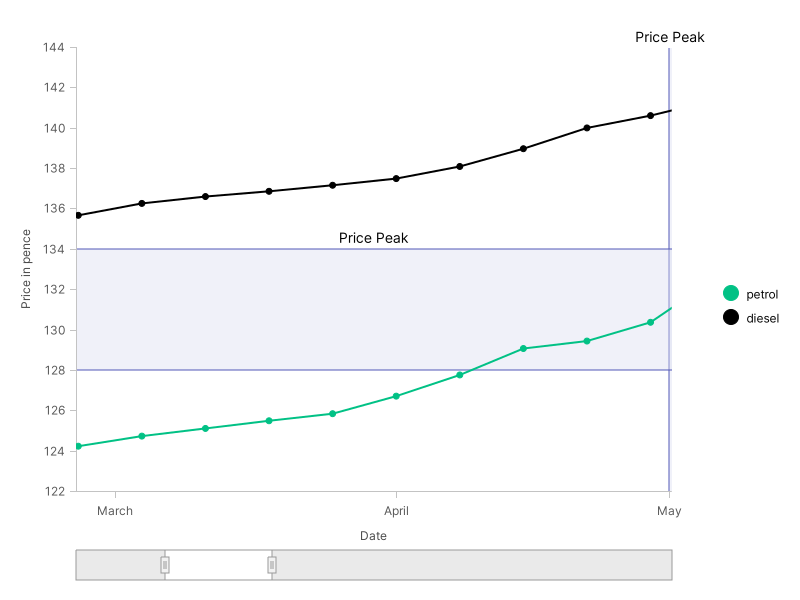 Price Peak
144
142
140
138
136
134
132
130
128
126
124
122
Price in pence
Price Peak
March
April
May
Date
petrol
diesel